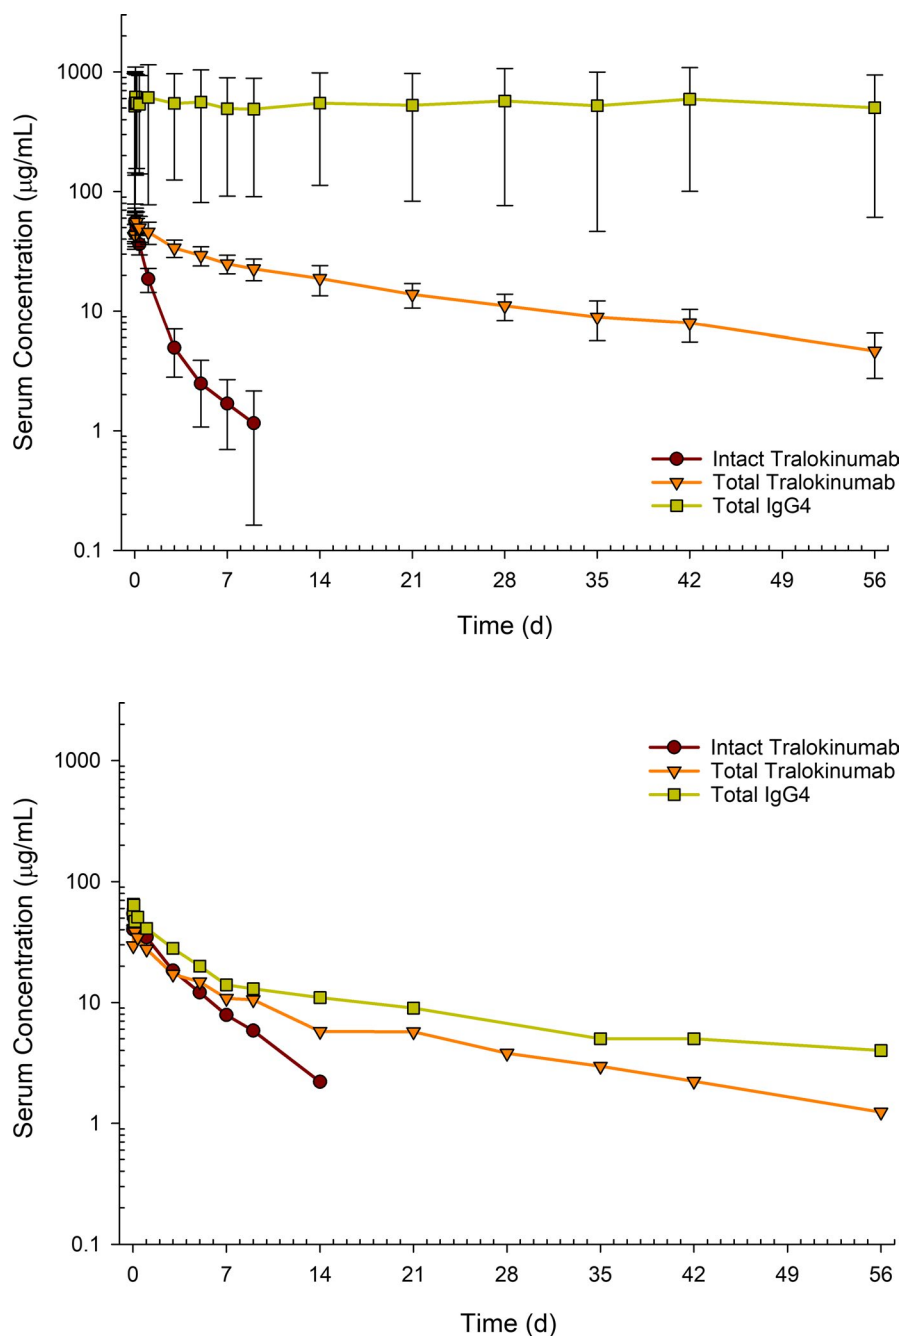 1000
100
10
1
0.1
Serum Concentration (μg/mL)
Intact Tralokinumab
Total Tralokinumab
Total IgG4
0 7 14 21 28 35 42 49 56
Time (d)
1000
100
10
1
0.1
Serum Concentration (μg/mL)
Intact Tralokinumab
Total Tralokinumab
Total IgG4
0 7 14 21 28 35 42 49 56
Time (d)